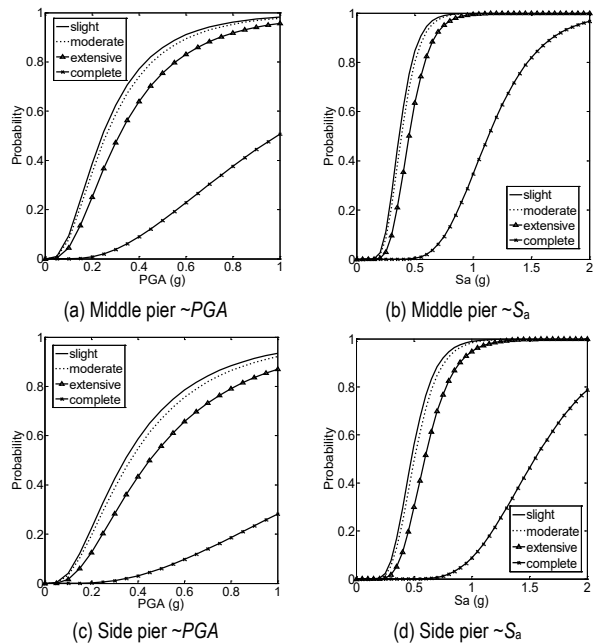 1
0.8
0.6
0.4
0.2
0
Probability
slight
moderate
extensive
complete
0 0.2 0.4 0.6 0.8 1
PGA (g)
(a) Middle pier ~PGA
1
0.8
0.6
0.4
0.2
0
Probability
slight
moderate
extensive
complete
0 0.5 1 1.5 2
Sa (g)
(b) Middle pier ~Sa
1
0.8
0.6
0.4
0.2
0
Probability
slight
moderate
extensive
complete
0 0.2 0.4 0.6 0.8 1
PGA (g)
(c) Side pier ~PGA
1
0.8
0.6
0.4
0.2
0
Probability
slight
moderate
extensive
complete
0 0.5 1 1.5 2
Sa (g)
(d) Side pier ~Sa